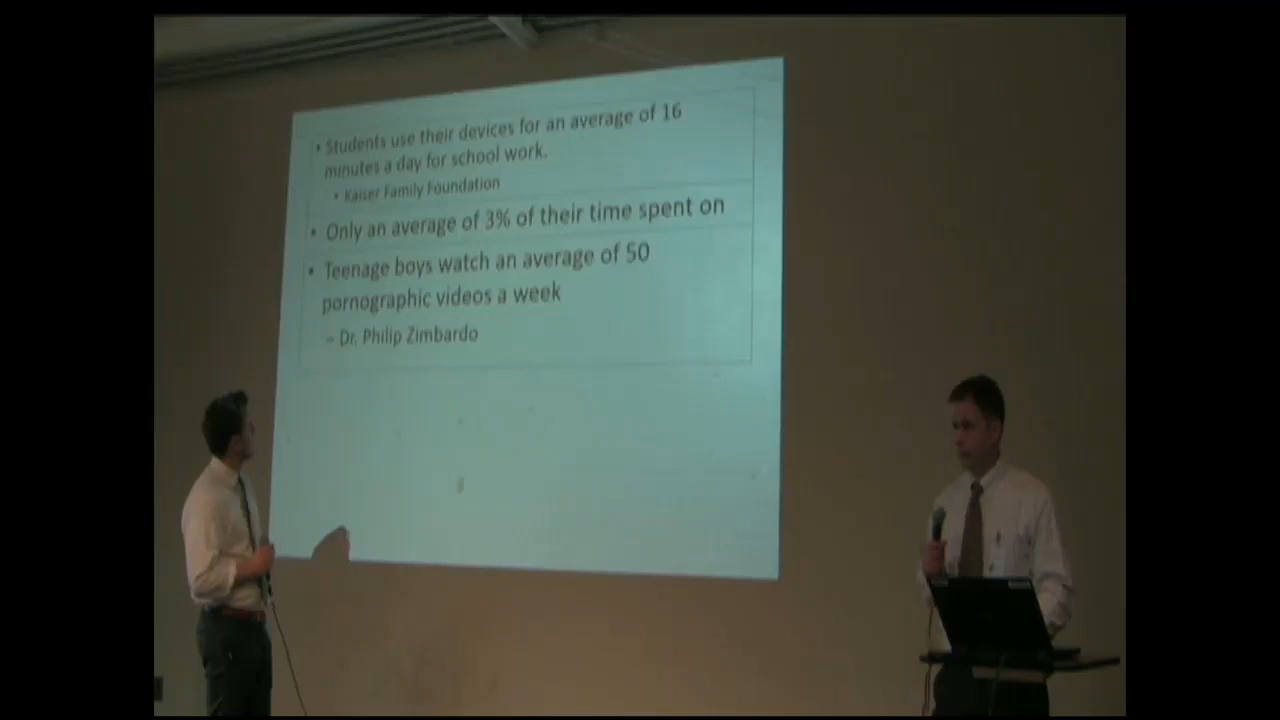 • Students use their devices for an average of 16
minutes a day for school work.
• Kaiser Family Foundation
• Only an average of 3% of their time spent on
• Teenage boys watch an average of 50
pornographic videos a week
– Dr. Philip Zimbardo